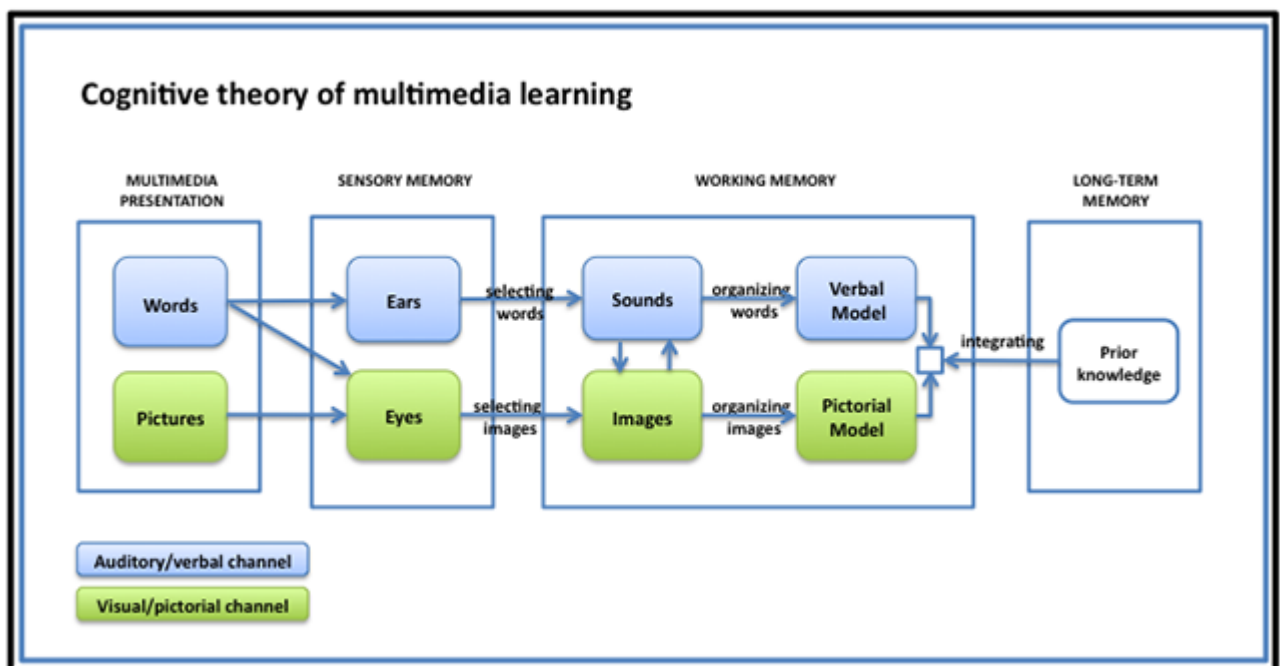 Cognitive theory of multimedia learning
MULTIMEDIA
PRESENTATION
SENSORY MEMORY
WORKING MEMORY
LONG-TERM
MEMORY
Words
Ears
selecting
words
Sounds
organizing
words
Verbal
Model
integrating
Prior
knowledge
Pictures
Eyes
selecting
images
Images
organizing
images
Pictorial
Model
Auditory/verbal channel
Visual/pictorial channel